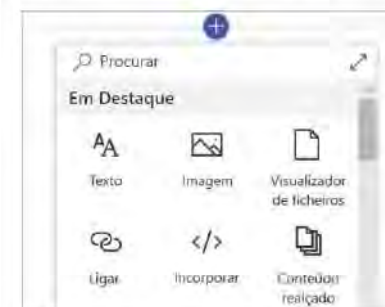 Procurar
Em Destaque
Texto
Imagem
Visualizador
de ficheiros
Ligar
Incorporar
Conteúdo
realçado